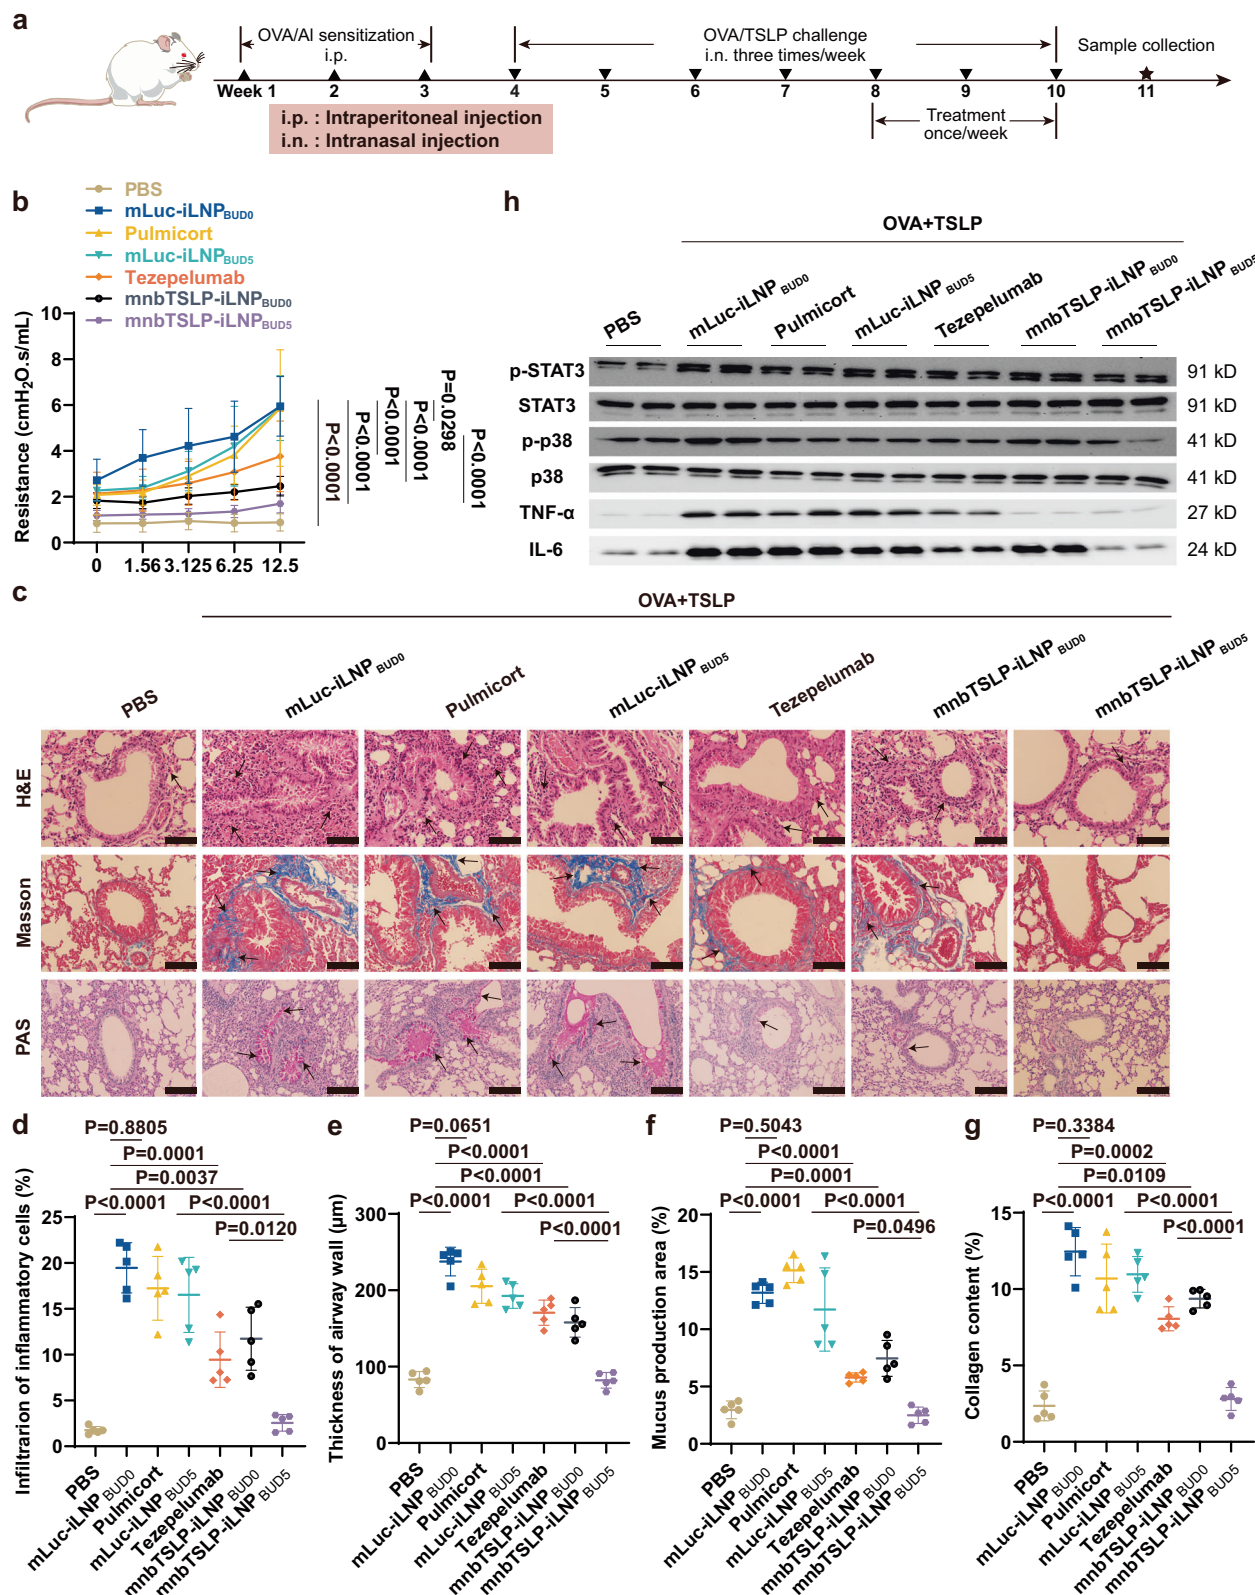 a
OVA/AI sensitization
i.p.
OVA/TSLP challenge
i.n. three times/week
Sample collection
Week 1 2 3 4 5 6 7 8 9 10 11
i.p. : Intraperitoneal injection
i.n. : Intranasal injection
Treatment
once/week
b
PBS
mLuc-iLNP BUD0
Pulmicort
mLuc-iLNP BUD5
Tezepelumab
mnbTSLP-iLNP BUD0
mnbTSLP-iLNP BUD5
Resistance (cmH₂O.s/mL)
10
8
6
4
2
0
0 1.56 3.125 6.25 12.5
P<0.0001
P<0.0001
P<0.0001
P<0.0001
P=0.0298
P<0.0001
h
OVA+TSLP
PBS
mLuc-iLNP BUD0
Pulmicort
mLuc-iLNP BUD5
Tezepelumab
mnbTSLP-iLNP BUD0
mnbTSLP-iLNP BUD5
p-STAT3 91 kD
STAT3 91 kD
p-p38 41 kD
p38 41 kD
TNF-α 27 kD
IL-6 24 kD
c
OVA+TSLP
PBS
mLuc-iLNP BUD0
Pulmicort
mLuc-iLNP BUD5
Tezepelumab
mnbTSLP-iLNP BUD0
mnbTSLP-iLNP BUD5
H&E
Masson
PAS
d
P=0.8805
P=0.0001
P=0.0037
P<0.0001 P<0.0001
P=0.0120
Infiltrarion of inflammatory cells (%)
25
20
15
10
5
0
PBS
mLuc-iLNP BUD0
Pulmicort
mLuc-iLNP BUD5
Tezepelumab
mnbTSLP-iLNP BUD0
mnbTSLP-iLNP BUD5
e
P=0.0651
P<0.0001
P<0.0001
P<0.0001 P<0.0001
P<0.0001
Thickness of airway wall (μm)
300
200
100
0
PBS
mLuc-iLNP BUD0
Pulmicort
mLuc-iLNP BUD5
Tezepelumab
mnbTSLP-iLNP BUD0
mnbTSLP-iLNP BUD5
f
P=0.5043
P<0.0001
P=0.0001
P<0.0001 P<0.0001
P=0.0496
Mucus production area (%)
20
15
10
5
0
PBS
mLuc-iLNP BUD0
Pulmicort
mLuc-iLNP BUD5
Tezepelumab
mnbTSLP-iLNP BUD0
mnbTSLP-iLNP BUD5
g
P=0.3384
P=0.0002
P=0.0109
P<0.0001 P<0.0001
P<0.0001
Collagen content (%)
15
10
5
0
PBS
mLuc-iLNP BUD0
Pulmicort
mLuc-iLNP BUD5
Tezepelumab
mnbTSLP-iLNP BUD0
mnbTSLP-iLNP BUD5